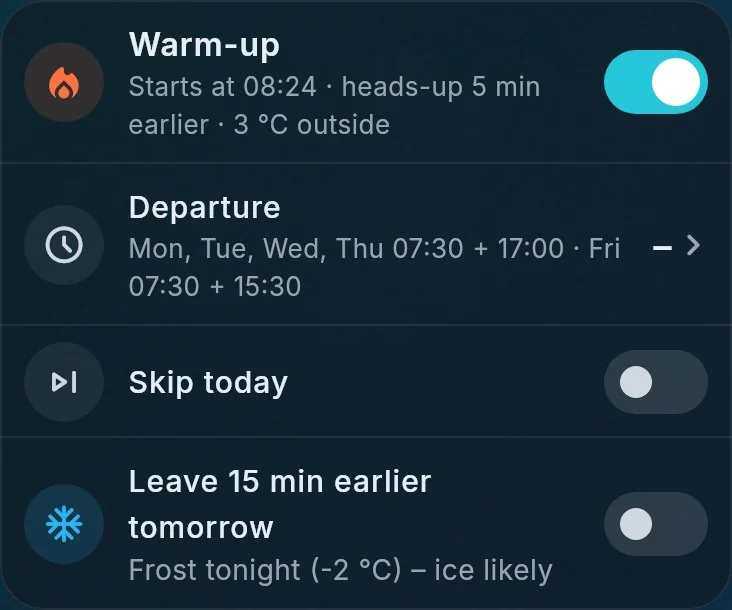 Warm-up
Starts at 08:24 · heads-up 5 min
earlier · 3 °C outside
Departure
Mon, Tue, Wed, Thu 07:30 + 17:00 · Fri
07:30 + 15:30
–
Skip today
Leave 15 min earlier
tomorrow
Frost tonight (-2 °C) – ice likely